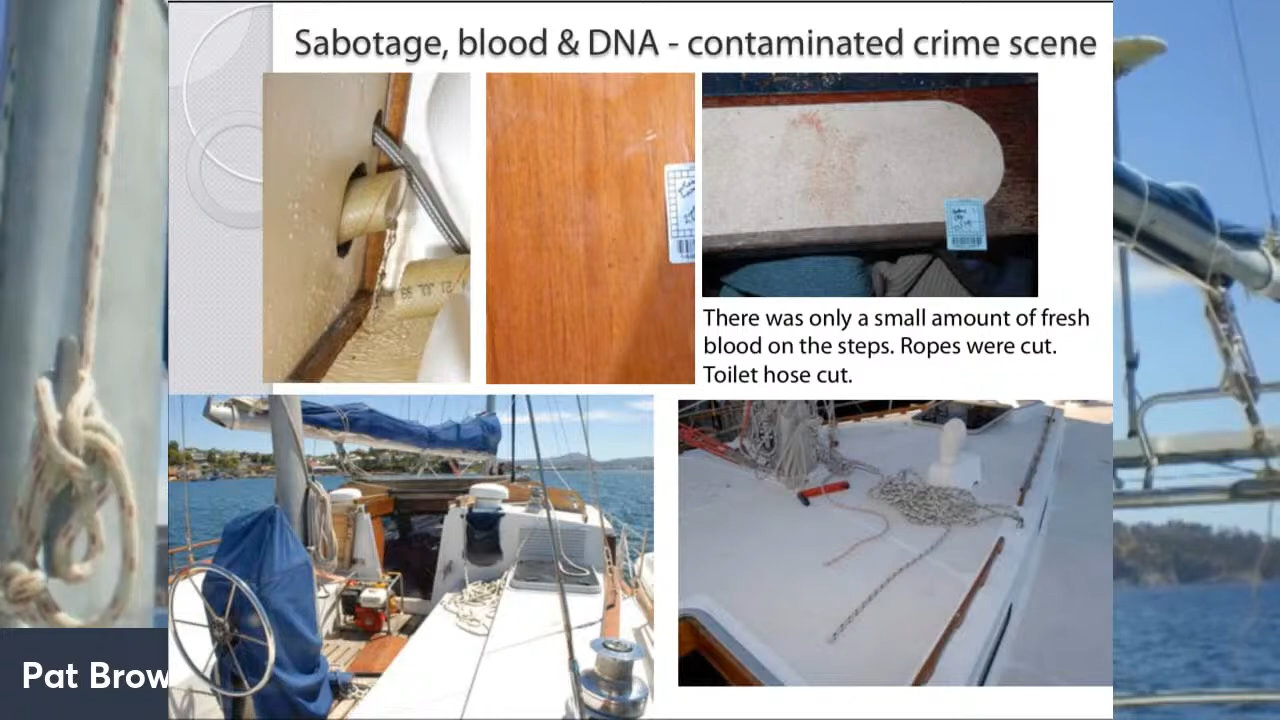 Sabotage, blood & DNA - contaminated crime scene
There was only a small amount of fresh
blood on the steps. Ropes were cut.
Toilet hose cut.
Pat Brow